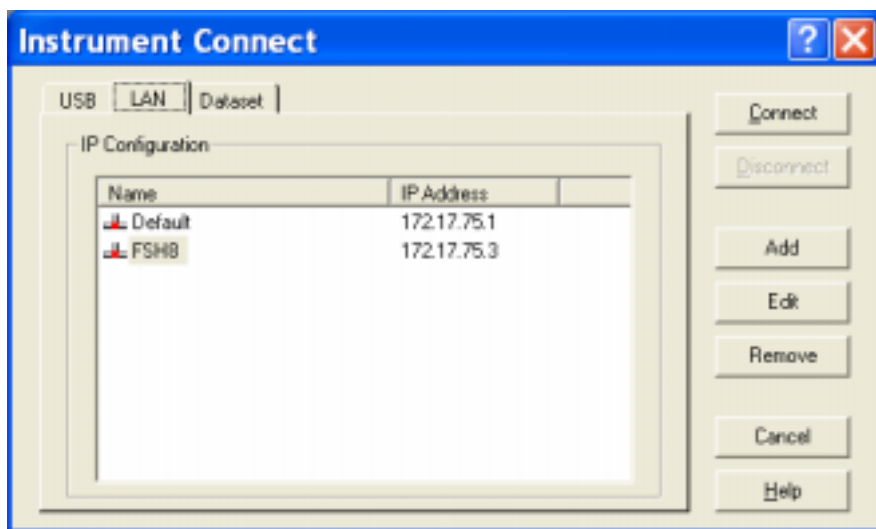 Instrument Connect
?
USB LAN Dataset
IP Configuration
Name IP Address
Default 172.17.75.1
FSH8 172.17.75.3
Connect
Disconnect
Add
Edit
Remove
Cancel
Help